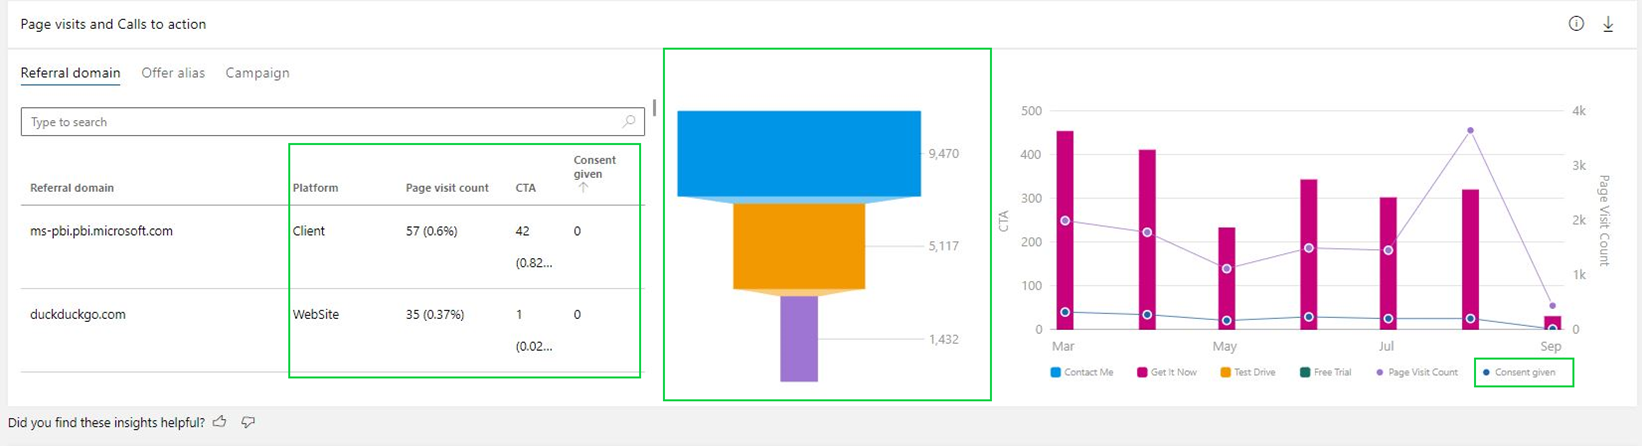 Page visits and Calls to action
Referral domain Offer alias Campaign
Type to search
Referral domain Platform Page visit count CTA Consent given
ms-pbi.pbi.microsoft.com Client 57 (0.6%) 42 0
(0.82...
duckduckgo.com WebSite 35 (0.37%) 1 0
(0.02...
9,470
5,117
1,432
500 4k
400
3k
300
2k
200
1k
100
0 0
CTA
Page Visit Count
Mar May Jul Sep
Contact Me Get It Now Test Drive Free Trial Page Visit Count Consent given
Did you find these insights helpful?